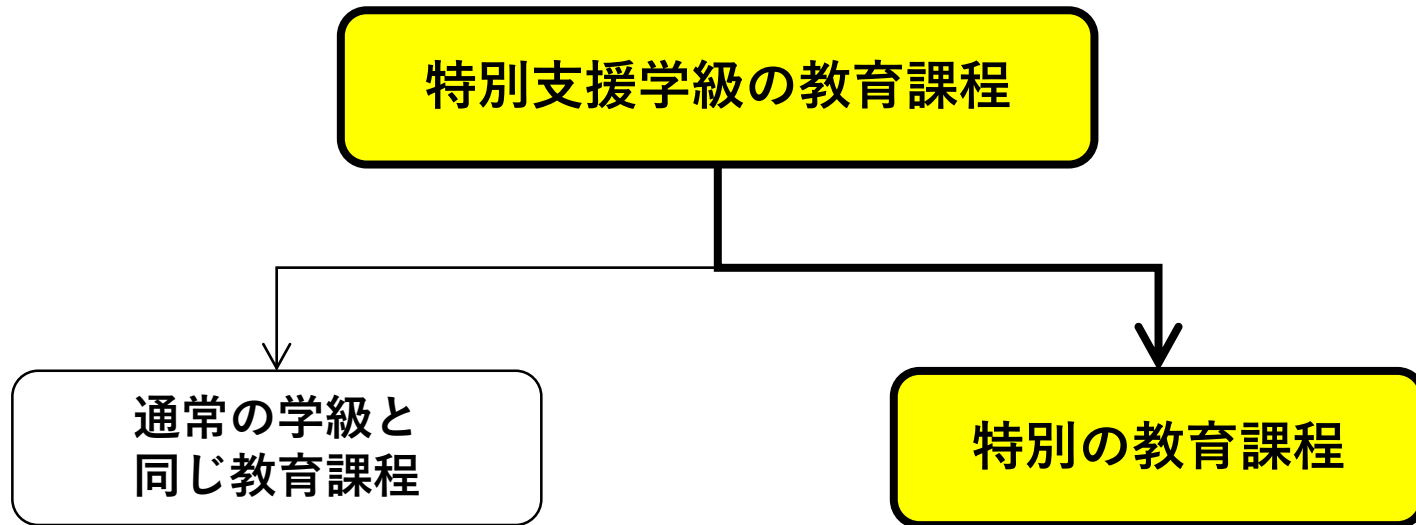 特別支援学級の教育課程
通常の学級と
同じ教育課程
特別の教育課程